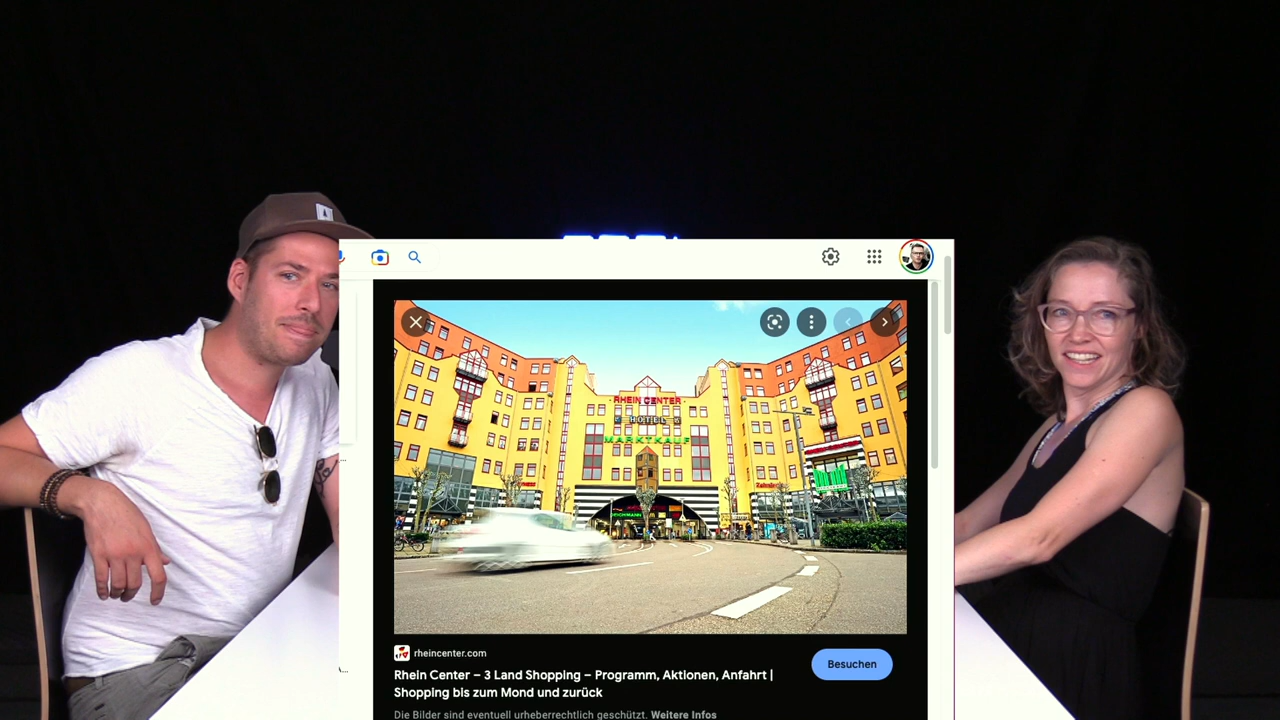 RHEIN CENTER
HOTEL
MARKTKAUF
DEICHMANN
rheincenter.com
Besuchen
Rhein Center – 3 Land Shopping – Programm, Aktionen, Anfahrt |
Shopping bis zum Mond und zurück
Die Bilder sind eventuell urheberrechtlich geschützt. Weitere Infos